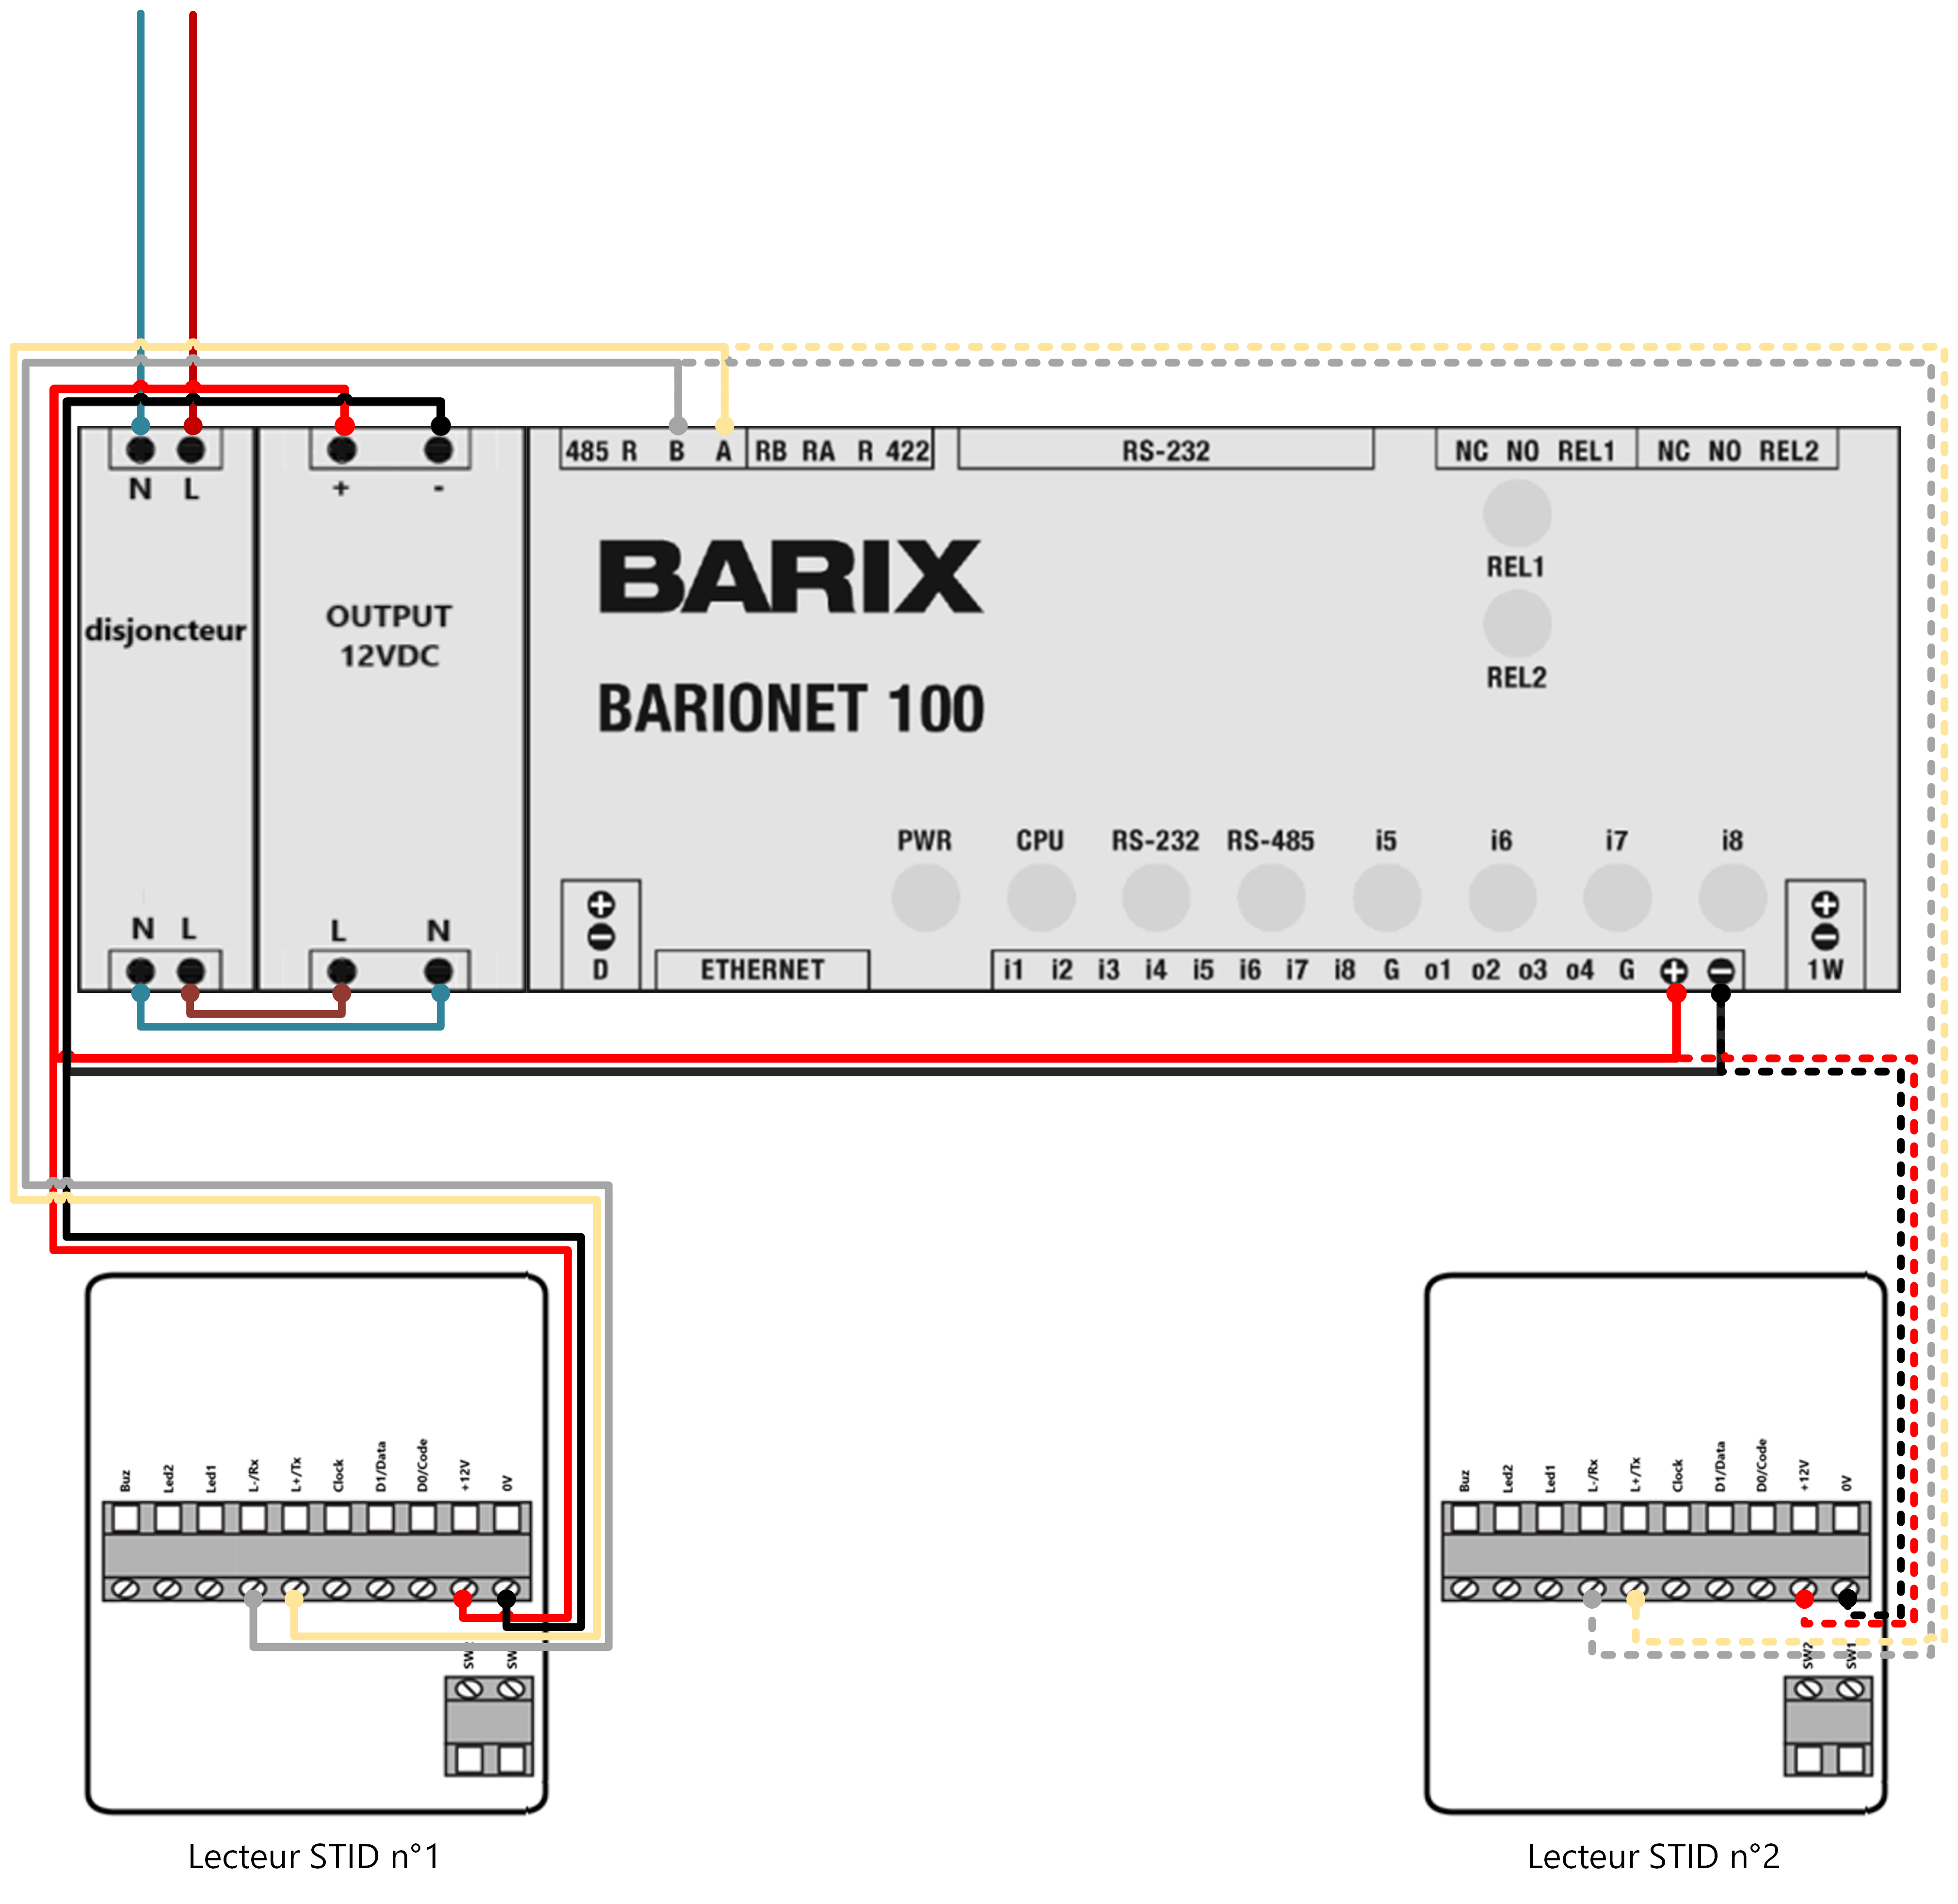 485 R B A RB RA R 422 RS-232 NC NO REL1 NC NO REL2
N L + -
BARIX
REL1
disjoncteur
OUTPUT
12VDC
BARIONET 100
REL2
PWR CPU RS-232 RS-485 i5 i6 i7 i8
N L L N
D ETHERNET i1 i2 i3 i4 i5 i6 i7 i8 G o1 o2 o3 o4 G 1W
Buz Led2 Led1 L-/Rx L+/Tx Clock D1/Data D0/Code +12V 0V
SW SW
Buz Led2 Led1 L-/Rx L+/Tx Clock D1/Data D0/Code +12V 0V
SW2 SW1
Lecteur STID n°1
Lecteur STID n°2